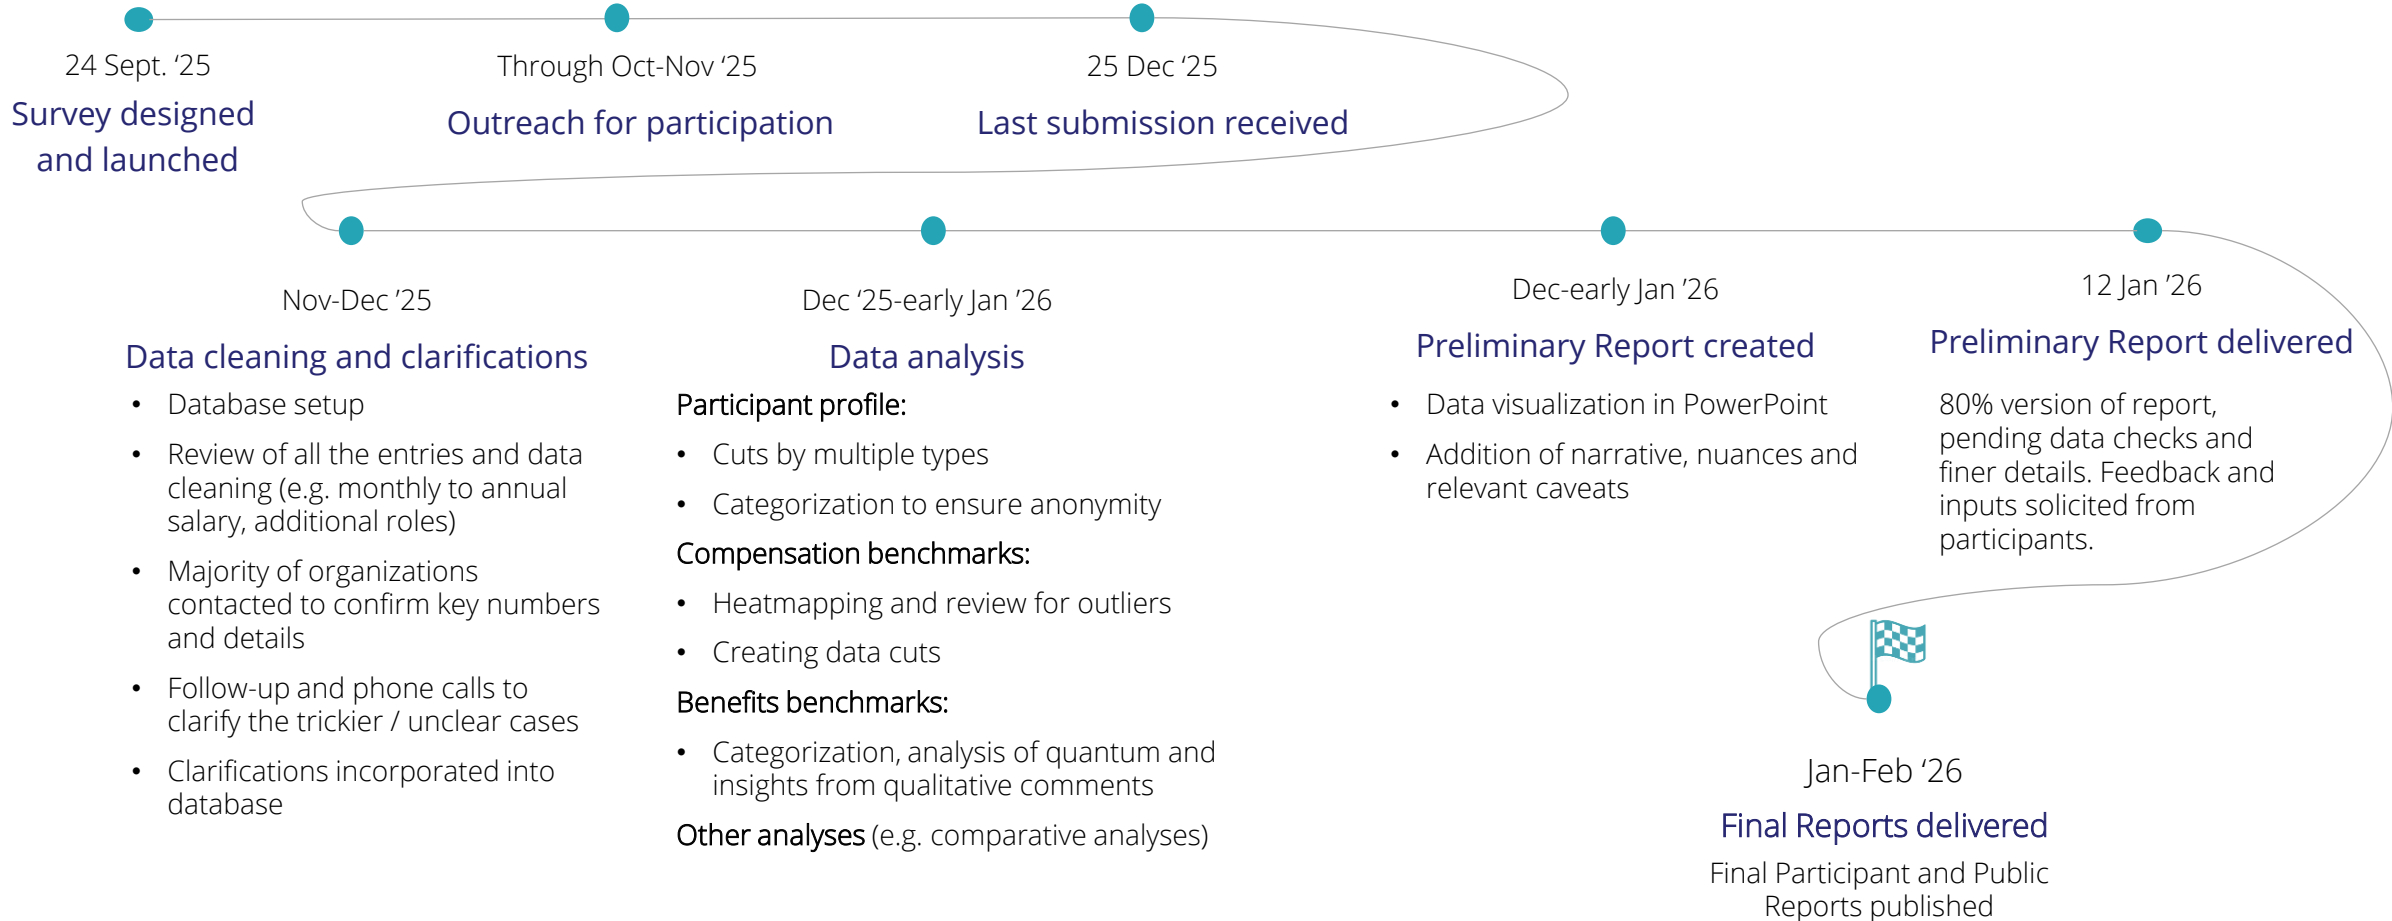 24 Sept. ‘25
Survey designed
and launched
Through Oct-Nov ‘25
Outreach for participation
25 Dec ‘25
Last submission received
Nov-Dec ’25
Data cleaning and clarifications
• Database setup
• Review of all the entries and data
cleaning (e.g. monthly to annual
salary, additional roles)
• Majority of organizations
contacted to confirm key numbers
and details
• Follow-up and phone calls to
clarify the trickier / unclear cases
• Clarifications incorporated into
database
Dec ‘25-early Jan ’26
Data analysis
Participant profile:
• Cuts by multiple types
• Categorization to ensure anonymity
Compensation benchmarks:
• Heatmapping and review for outliers
• Creating data cuts
Benefits benchmarks:
• Categorization, analysis of quantum and
insights from qualitative comments
Other analyses (e.g. comparative analyses)
Dec-early Jan ’26
Preliminary Report created
• Data visualization in PowerPoint
• Addition of narrative, nuances and
relevant caveats
12 Jan ’26
Preliminary Report delivered
80% version of report,
pending data checks and
finer details. Feedback and
inputs solicited from
participants.
Jan-Feb ‘26
Final Reports delivered
Final Participant and Public
Reports published